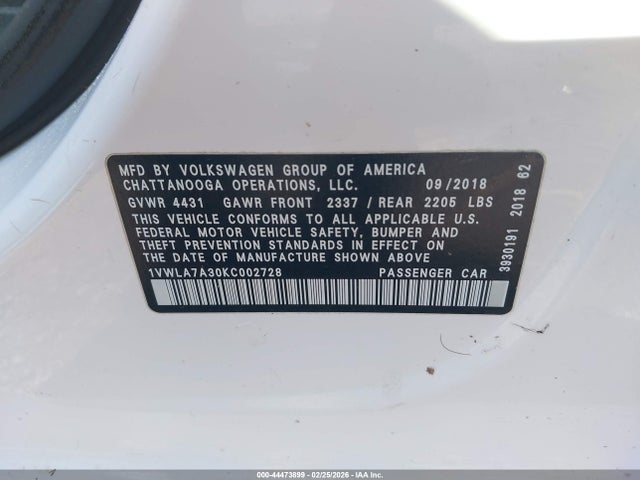 MFD BY VOLKSWAGEN GROUP OF AMERICA
CHATTANOOGA OPERATIONS, LLC. 09/2018
GVWR 4431 GAWR FRONT 2337 / REAR 2205 LBS
THIS VEHICLE CONFORMS TO ALL APPLICABLE U.S.
FEDERAL MOTOR VEHICLE SAFETY, BUMPER AND
THEFT PREVENTION STANDARDS IN EFFECT ON
THE DATE OF MANUFACTURE SHOWN ABOVE
1VWLA7A30KC002728 PASSENGER CAR
3930191 2018 62
000-44473899 - 02/25/2026 - IAA Inc.